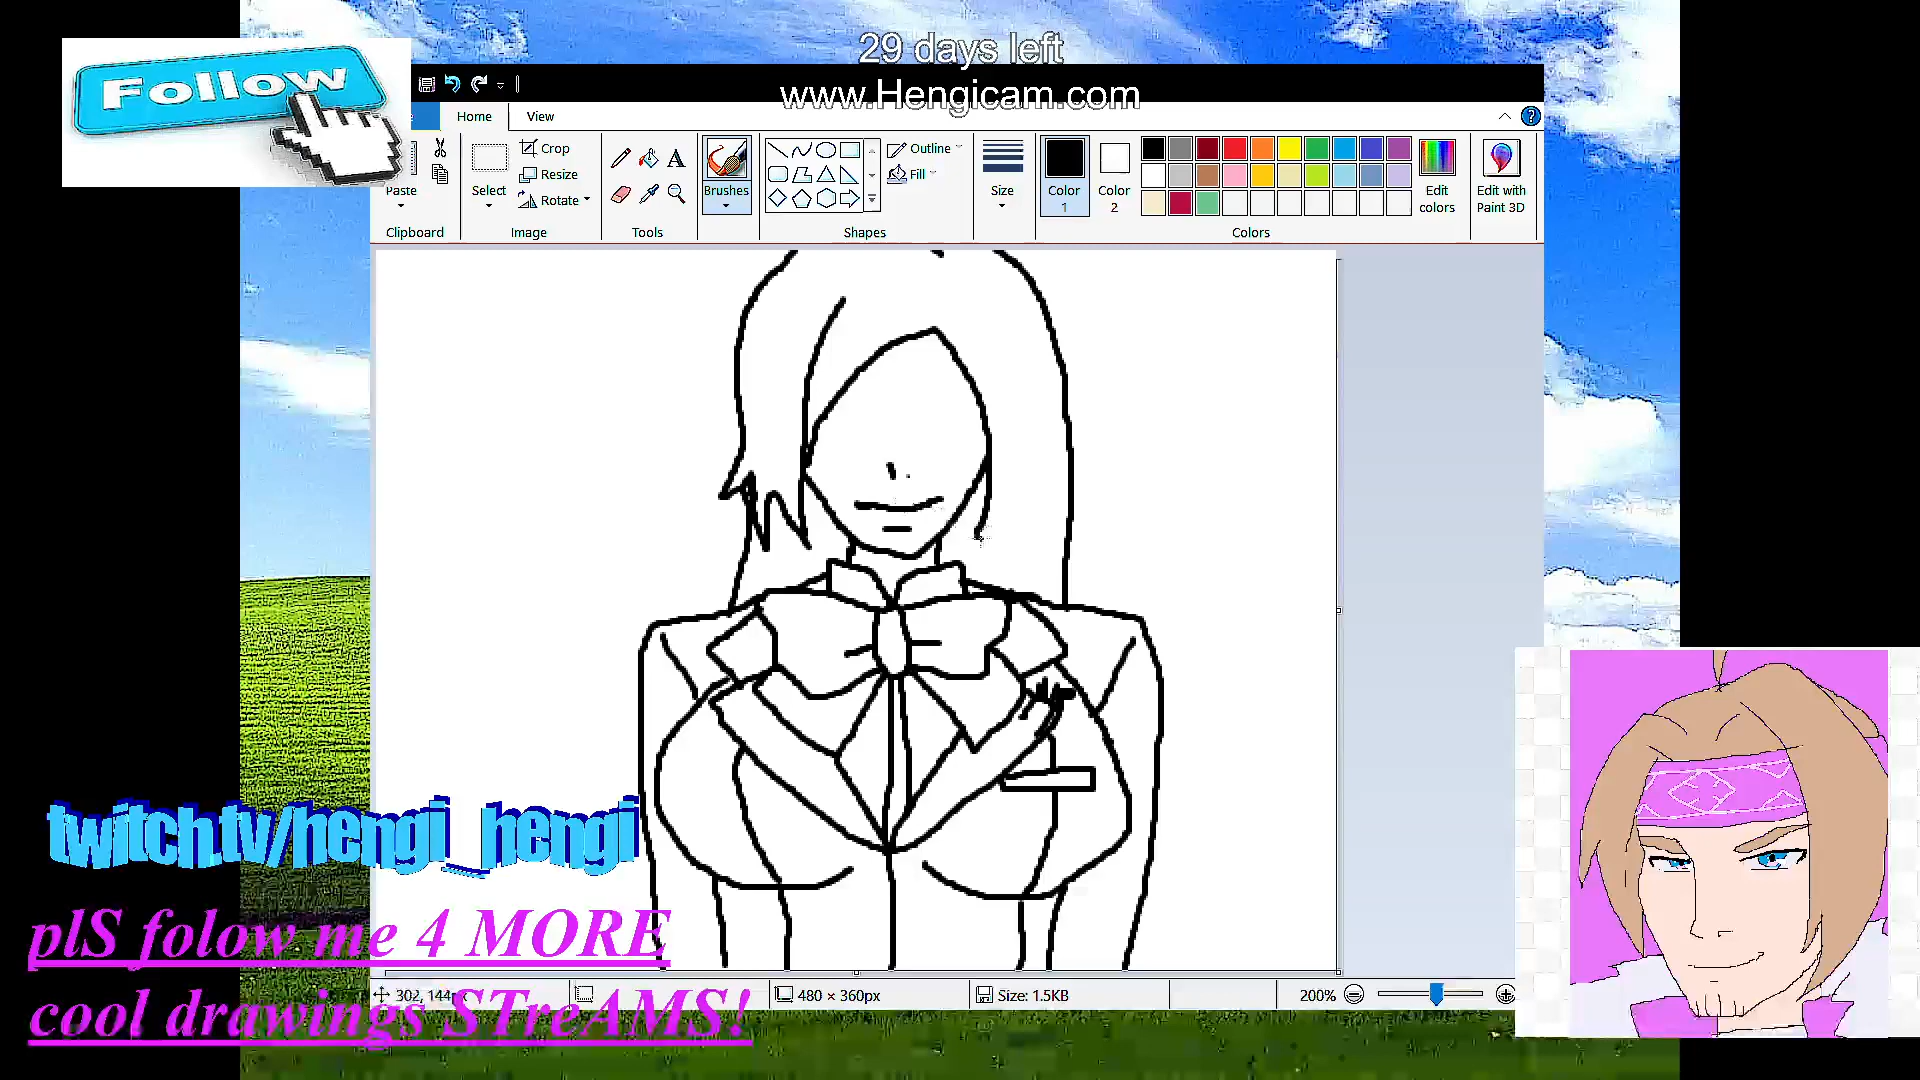 29 days left
www.Hengicam.com
Follow
Home
View
Paste
Clipboard
Select
Crop
Resize
Rotate
Image
Tools
Brushes
Shapes
Outline
Fill
Size
Color 1
Color 2
Colors
Edit colors
Edit with Paint 3D
twitch.tv/hengi_hengi
plS folow me 4 MORE
cool drawings STreAMS!
302, 144px
480 × 360px
Size: 1.5KB
200%